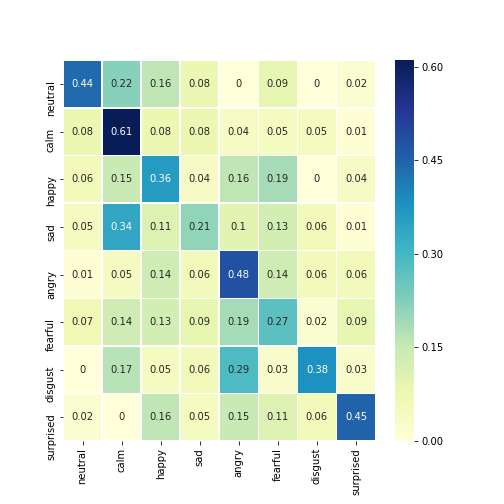 neutral 0.44 0.22 0.16 0.08 0 0.09 0 0.02
calm 0.08 0.61 0.08 0.08 0.04 0.05 0.05 0.01
happy 0.06 0.15 0.36 0.04 0.16 0.19 0 0.04
sad 0.05 0.34 0.11 0.21 0.1 0.13 0.06 0.01
angry 0.01 0.05 0.14 0.06 0.48 0.14 0.06 0.06
fearful 0.07 0.14 0.13 0.09 0.19 0.27 0.02 0.09
disgust 0 0.17 0.05 0.06 0.29 0.03 0.38 0.03
surprised 0.02 0 0.16 0.05 0.15 0.11 0.06 0.45
neutral calm happy sad angry fearful disgust surprised
0.60
0.45
0.30
0.15
0.00